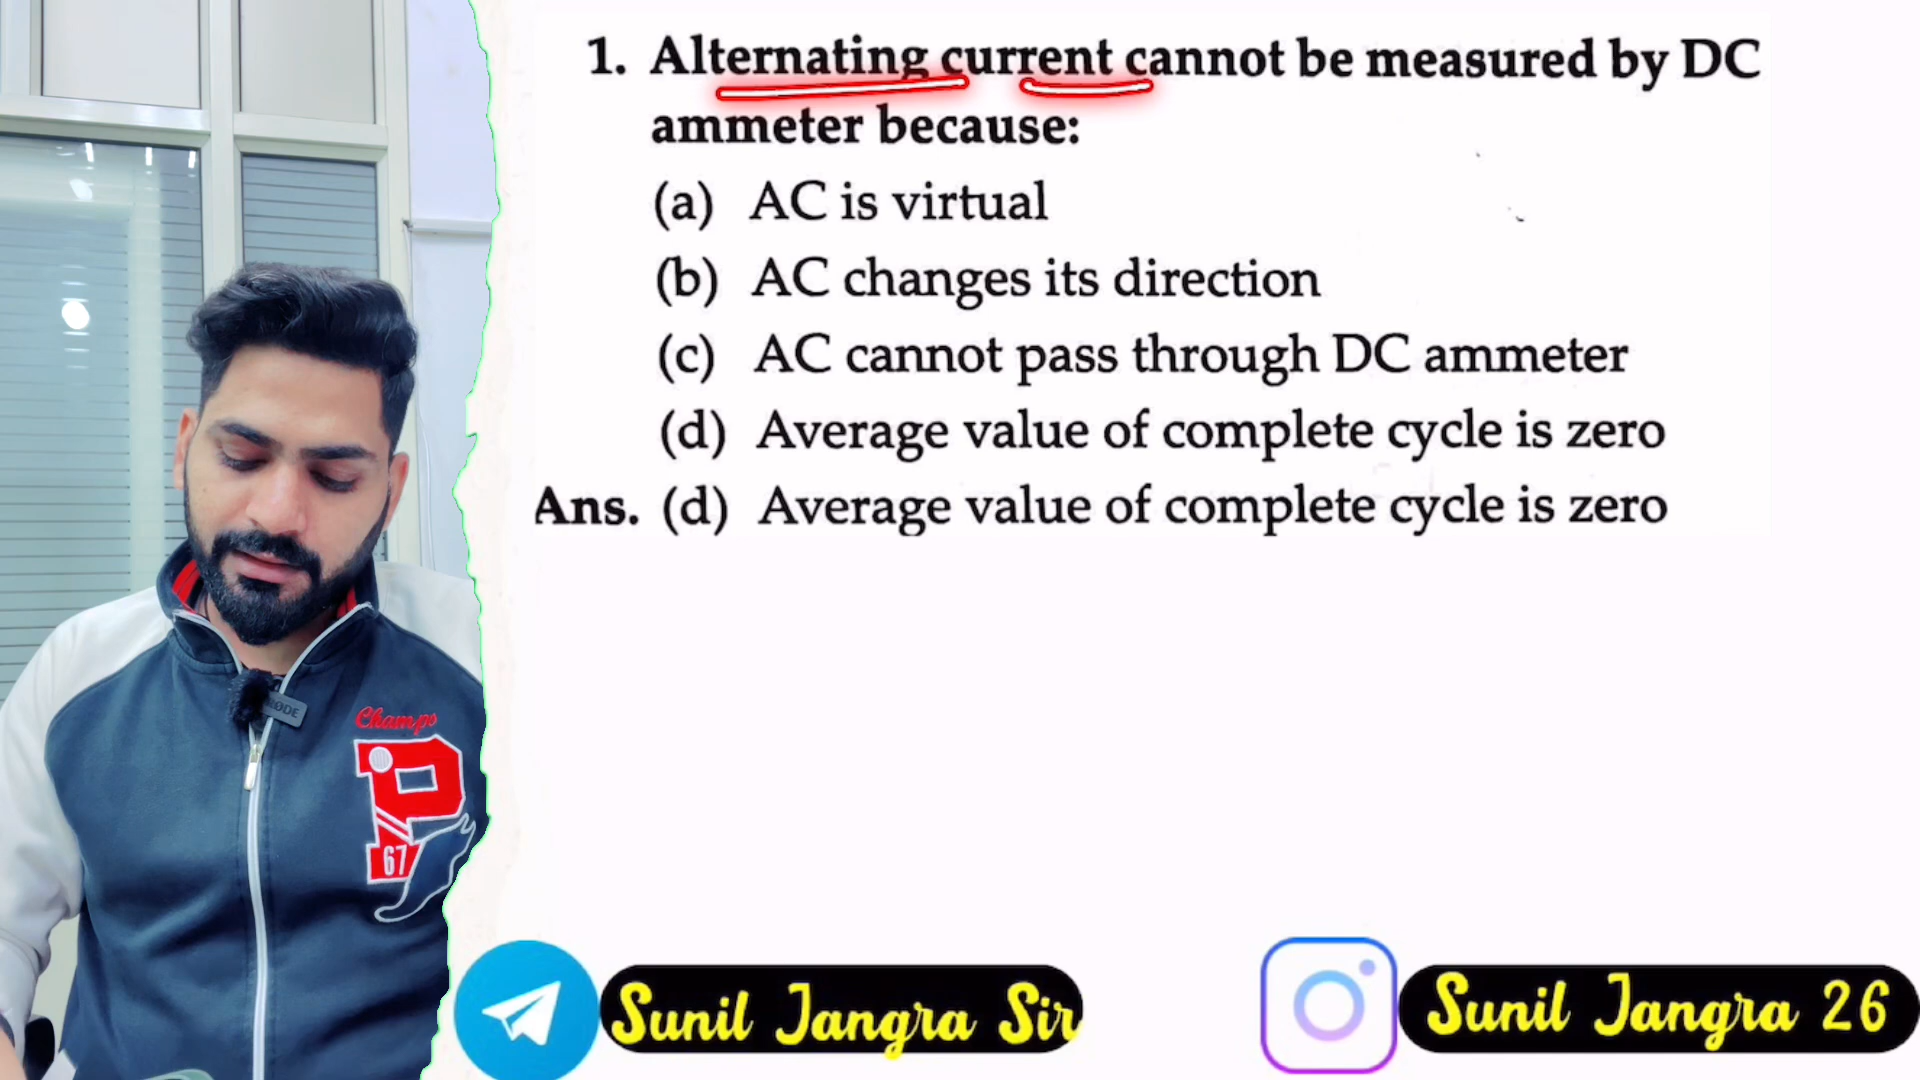 1. Alternating current cannot be measured by DC
ammeter because:
(a) AC is virtual
(b) AC changes its direction
(c) AC cannot pass through DC ammeter
(d) Average value of complete cycle is zero
Ans. (d) Average value of complete cycle is zero
RØDE
Champs
P
67
Sunil Jangra Sir
Sunil Jangra 26